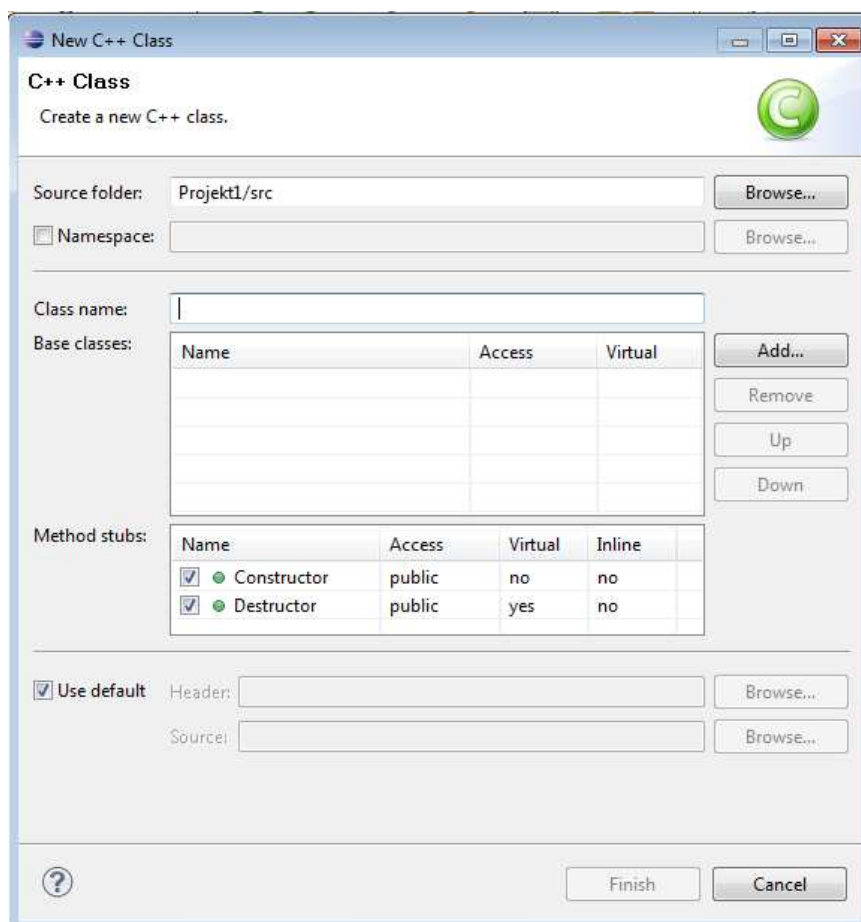 New C++ Class
C++ Class
Create a new C++ class.
Source folder: Projekt1/src Browse...
Namespace: Browse...
Class name:
Base classes: Name Access Virtual Add...
Remove
Up
Down
Method stubs: Name Access Virtual Inline
Constructor public no no
Destructor public yes no
Use default Header: Browse...
Source: Browse...
Finish Cancel